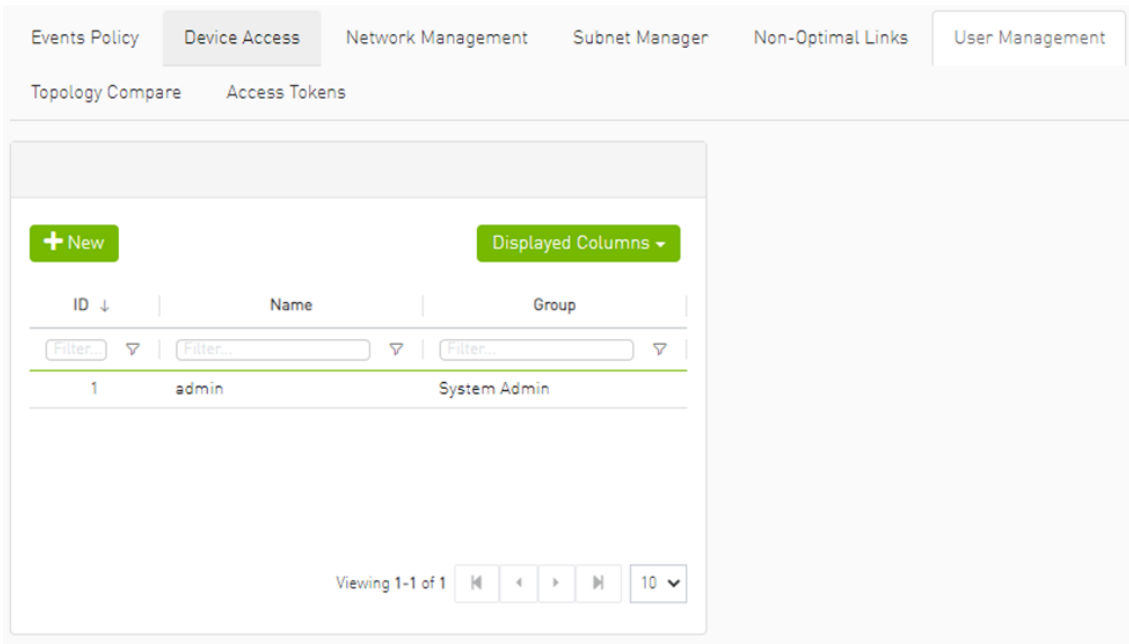 Events Policy Device Access Network Management Subnet Manager Non-Optimal Links User Management
Topology Compare Access Tokens
New Displayed Columns
ID Name Group
Filter... Filter... Filter...
1 admin System Admin
Viewing 1-1 of 1 10